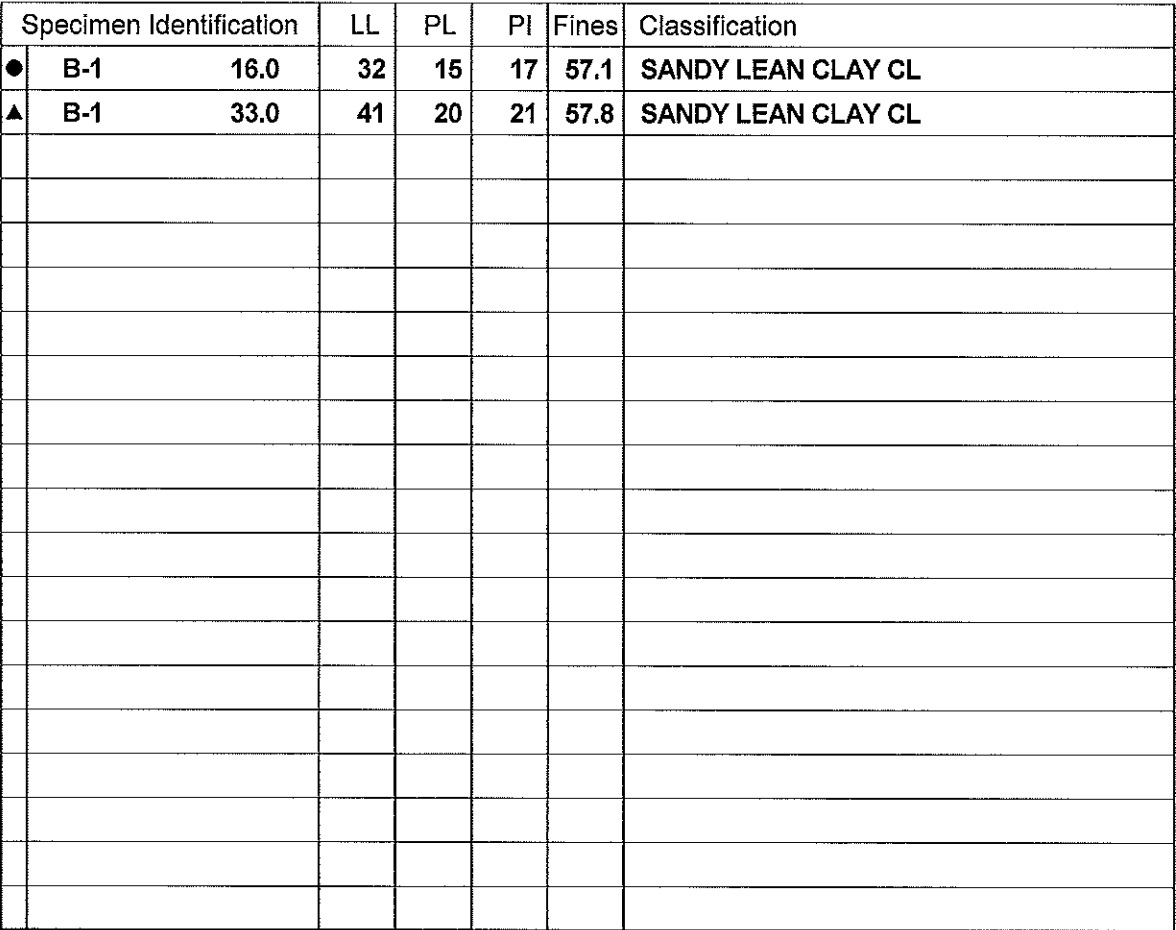 Specimen Identification LL PL PI Fines Classification
● B-1 16.0 32 15 17 57.1 SANDY LEAN CLAY CL
▲ B-1 33.0 41 20 21 57.8 SANDY LEAN CLAY CL